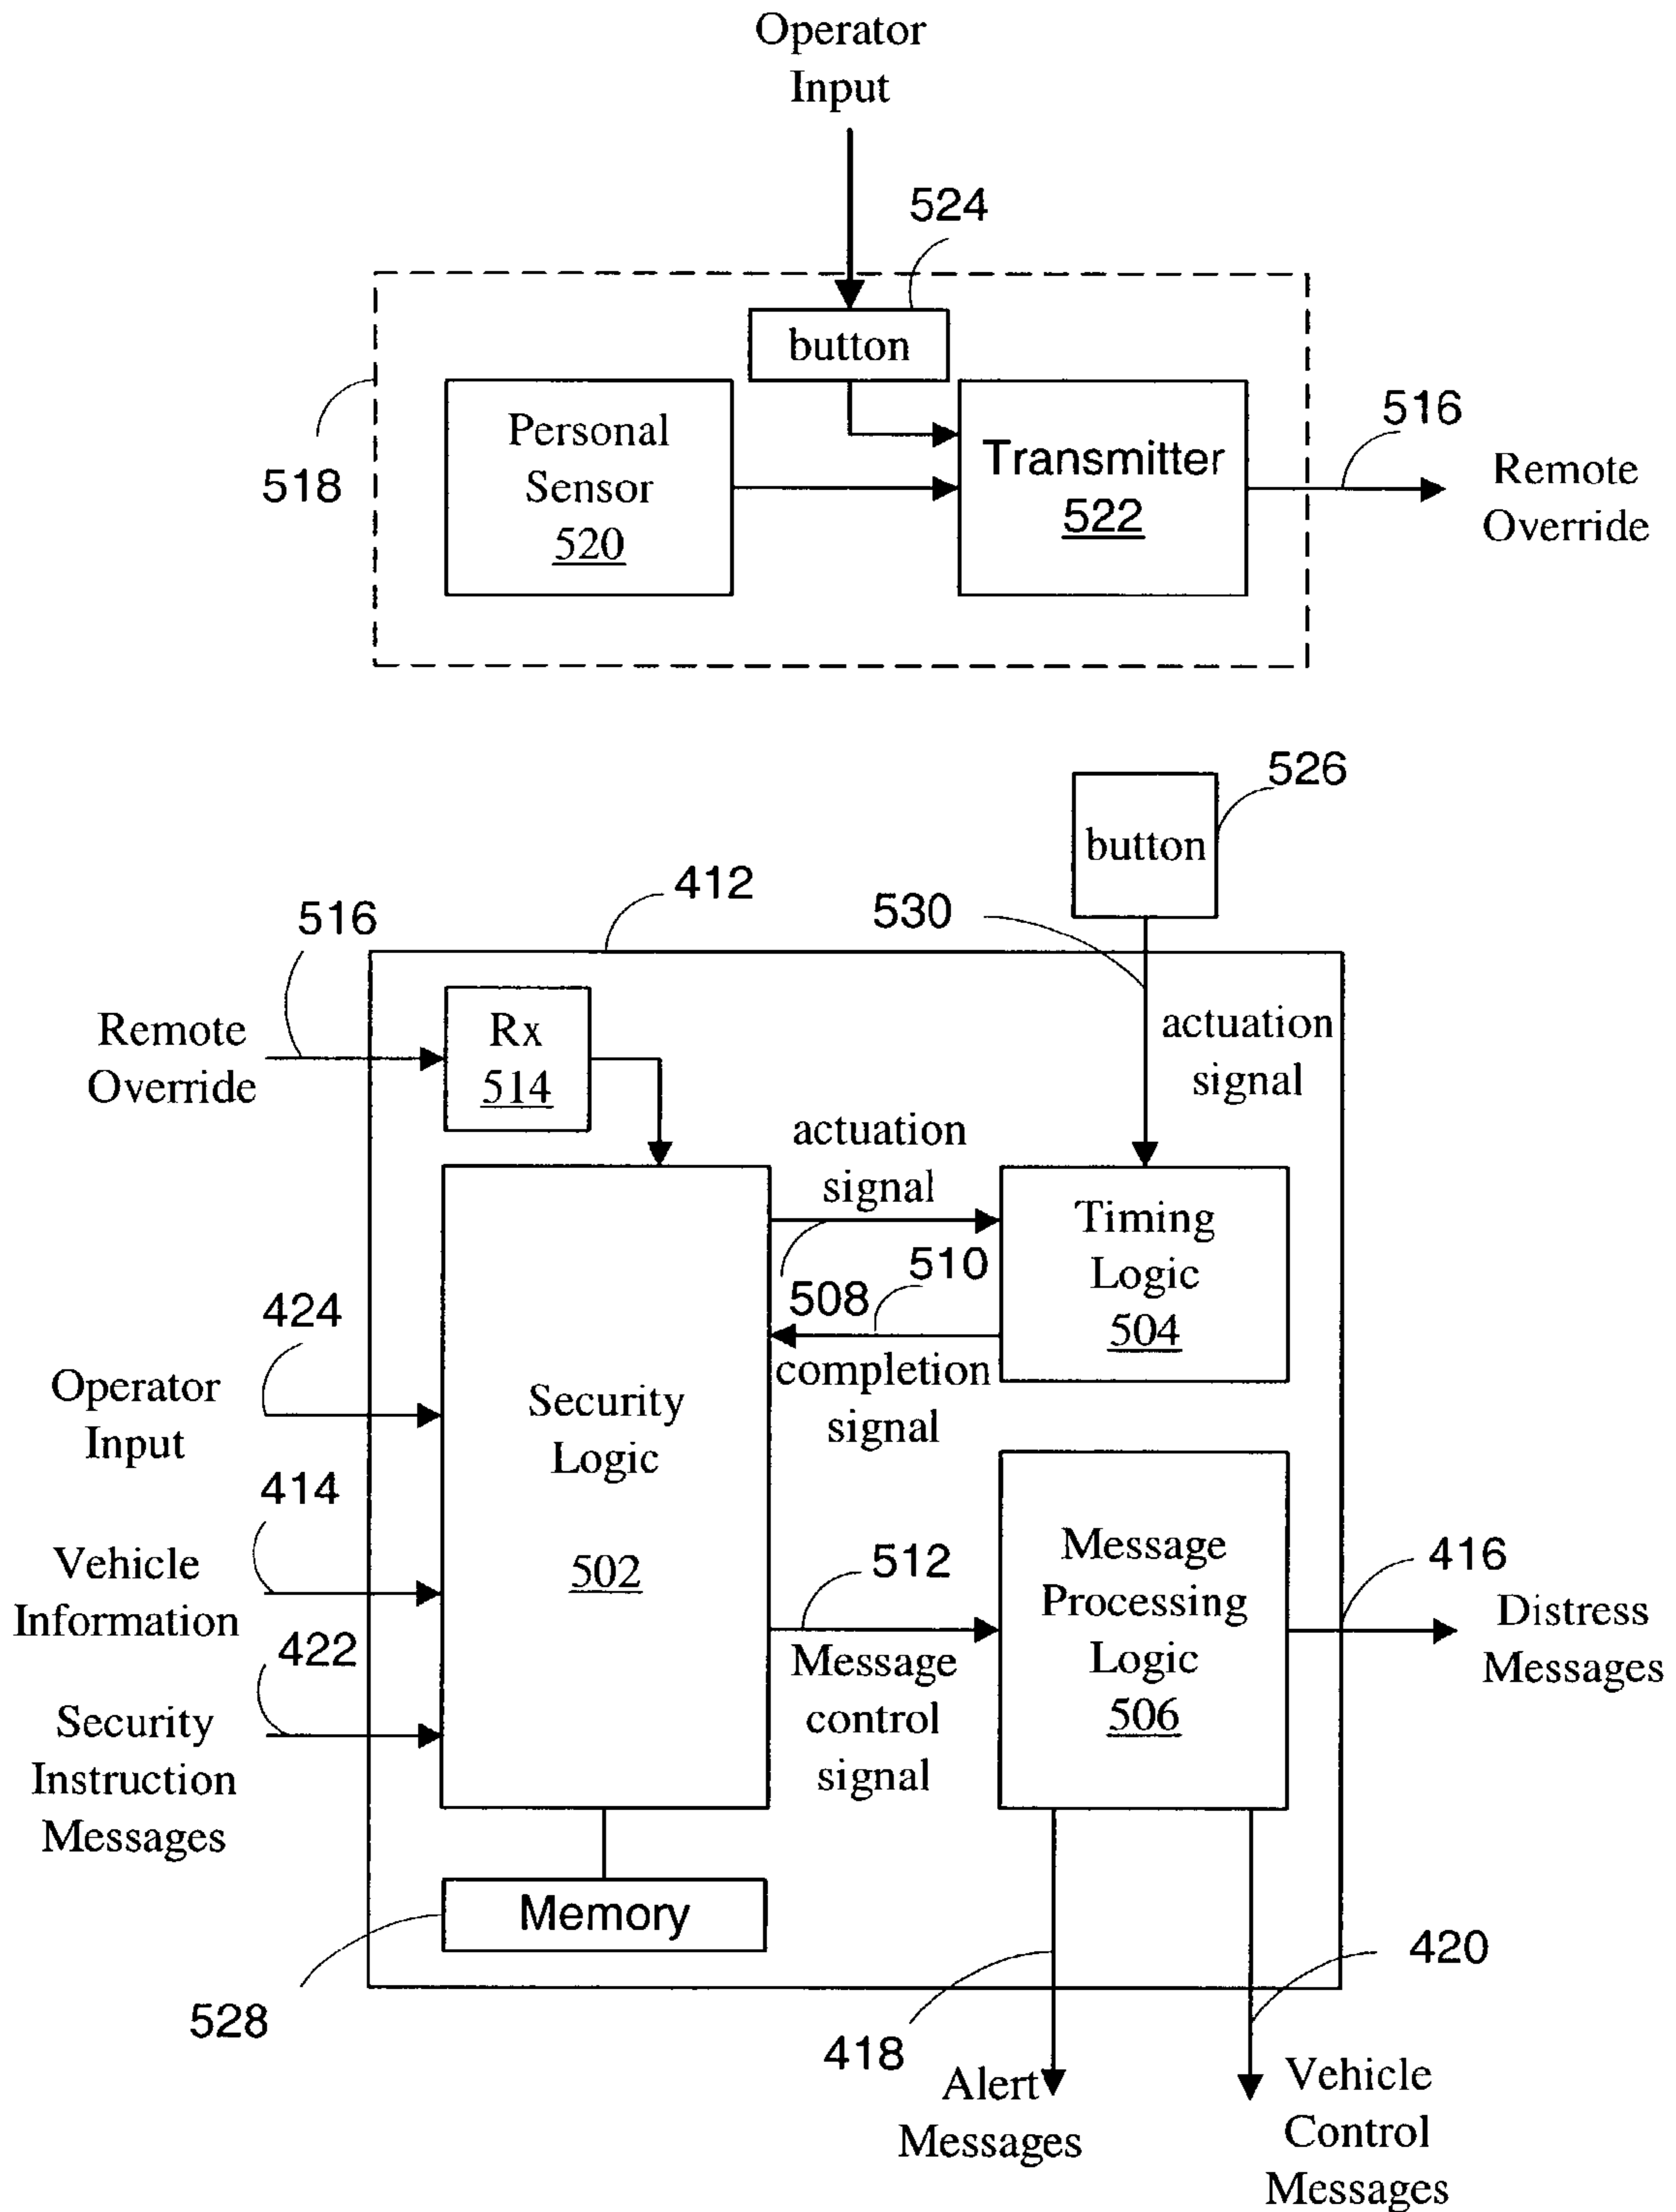 Operator
Input
524
button
518
Personal
Sensor
520
Transmitter
522
516
Remote
Override
526
button
412
530
516
Remote
Override
Rx
514
actuation
signal
actuation
signal
Timing
Logic
504
508
510
completion
signal
424
Operator
Input
Security
Logic
502
414
Vehicle
Information
422
Security
Instruction
Messages
512
Message
control
signal
Message
Processing
Logic
506
416
Distress
Messages
Memory
528
418
Alert
Messages
420
Vehicle
Control
Messages